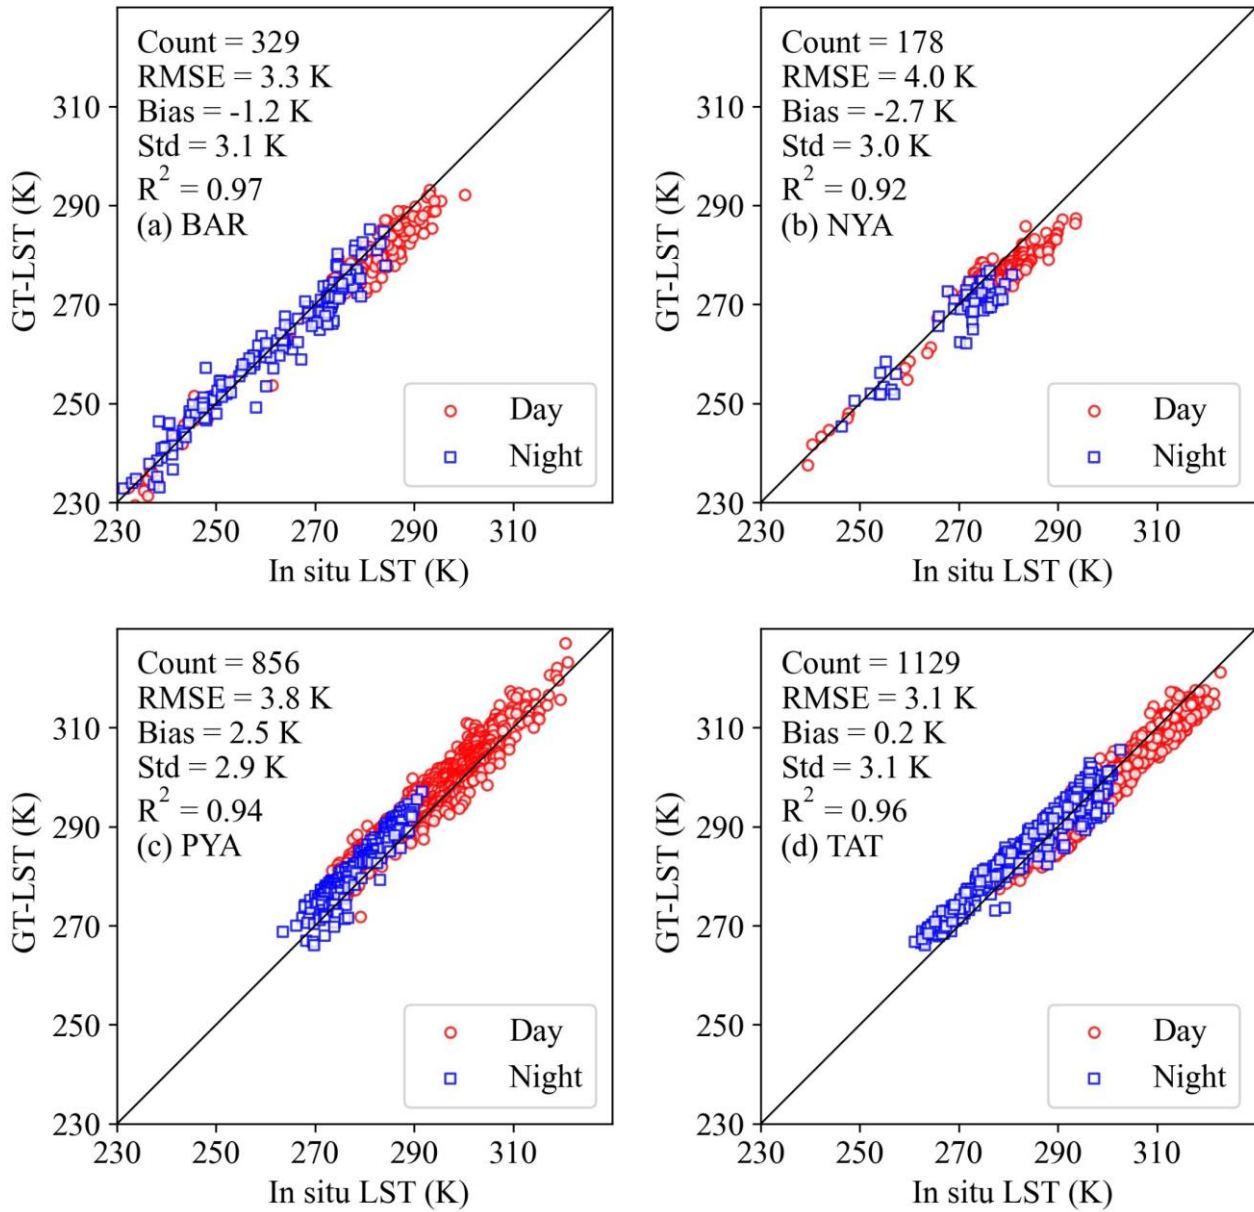 Count = 329
RMSE = 3.3 K
Bias = -1.2 K
Std = 3.1 K
R² = 0.97
(a) BAR
GT-LST (K)
310
290
270
250
230
230 250 270 290 310
In situ LST (K)
Day
Night
Count = 178
RMSE = 4.0 K
Bias = -2.7 K
Std = 3.0 K
R² = 0.92
(b) NYA
GT-LST (K)
310
290
270
250
230
230 250 270 290 310
In situ LST (K)
Day
Night
Count = 856
RMSE = 3.8 K
Bias = 2.5 K
Std = 2.9 K
R² = 0.94
(c) PYA
GT-LST (K)
310
290
270
250
230
230 250 270 290 310
In situ LST (K)
Day
Night
Count = 1129
RMSE = 3.1 K
Bias = 0.2 K
Std = 3.1 K
R² = 0.96
(d) TAT
GT-LST (K)
310
290
270
250
230
230 250 270 290 310
In situ LST (K)
Day
Night